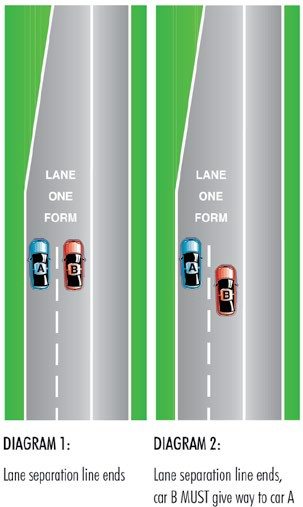 LANE
ONE
FORM
A
B
LANE
ONE
FORM
A
B
DIAGRAM 1:
Lane separation line ends
DIAGRAM 2:
Lane separation line ends,
car B MUST give way to car A